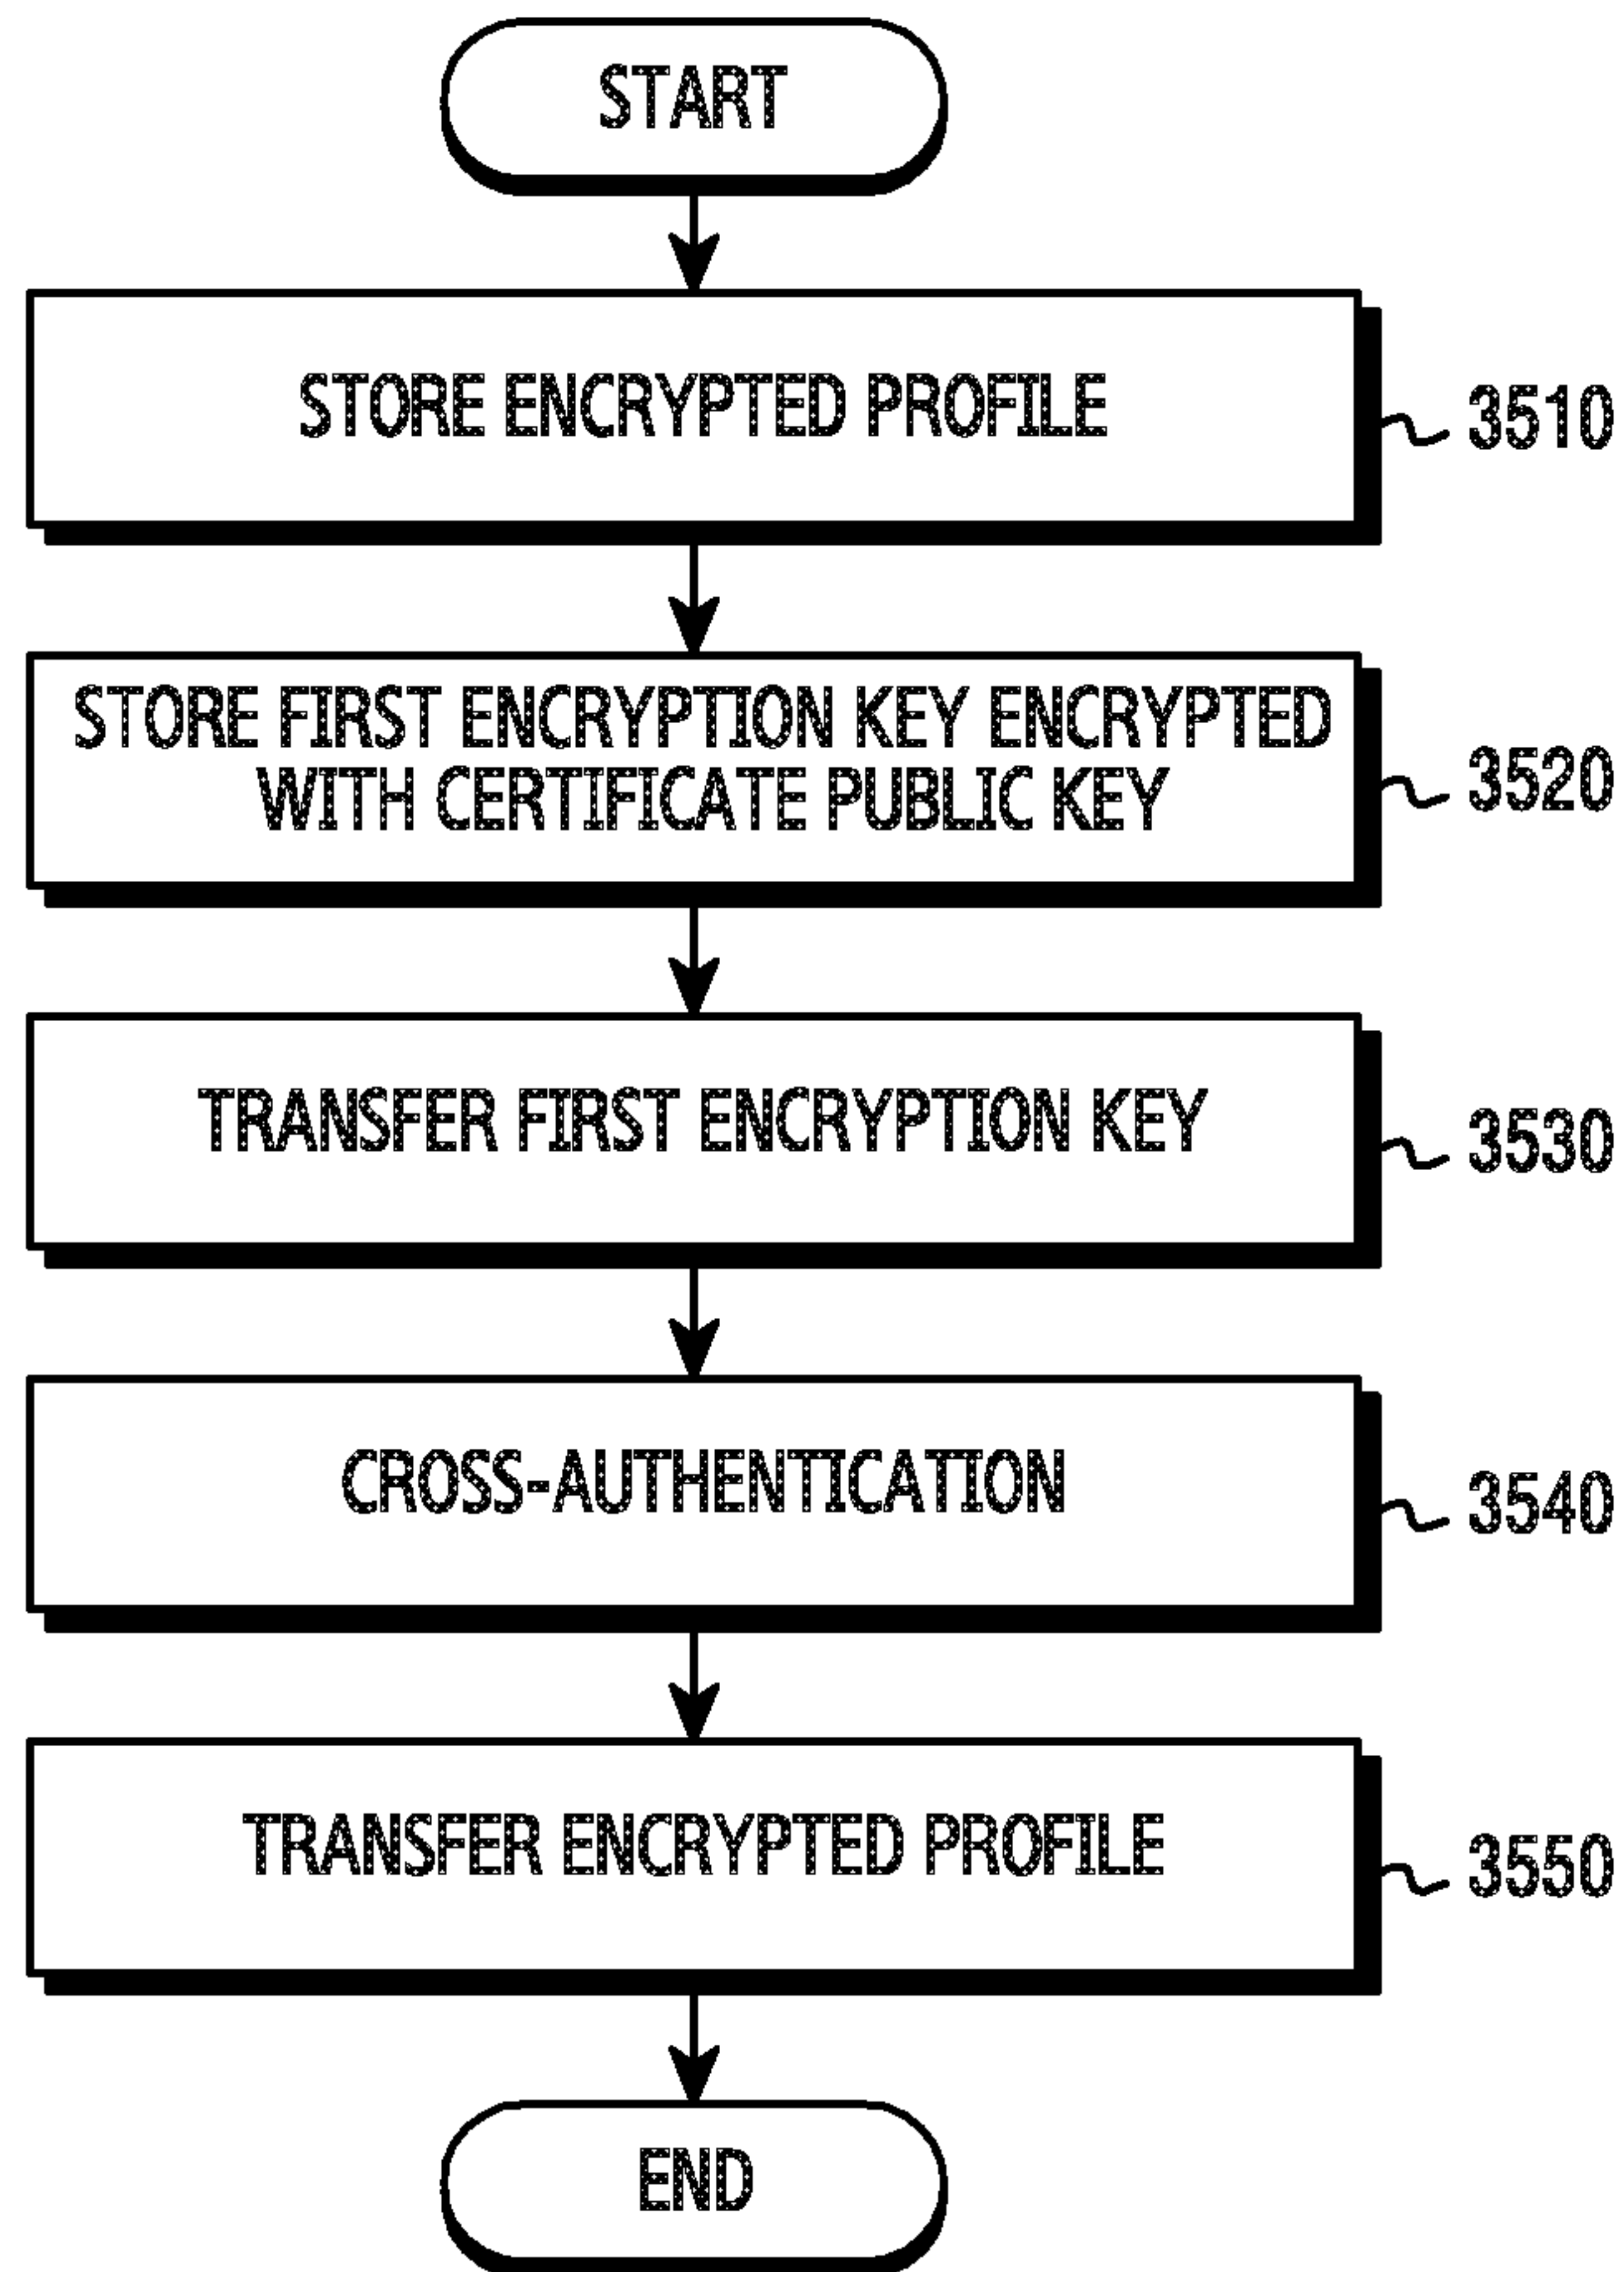 START
STORE ENCRYPTED PROFILE
3510
STORE FIRST ENCRYPTION KEY ENCRYPTED
WITH CERTIFICATE PUBLIC KEY
3520
TRANSFER FIRST ENCRYPTION KEY
3530
CROSS-AUTHENTICATION
3540
TRANSFER ENCRYPTED PROFILE
3550
END